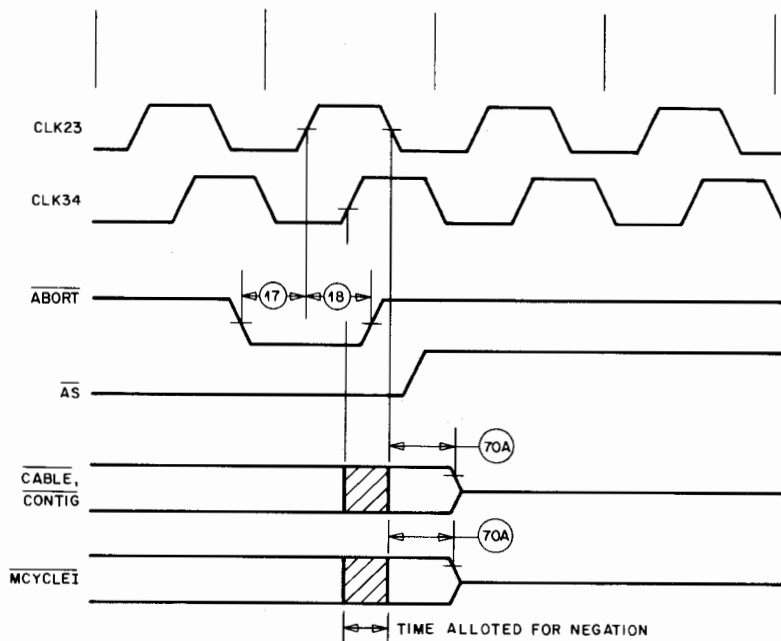 CLK23
CLK34
ABORT
17
18
AS
70A
CABLE,
CONTIG
70A
MCYCLEI
TIME ALLOTED FOR NEGATION